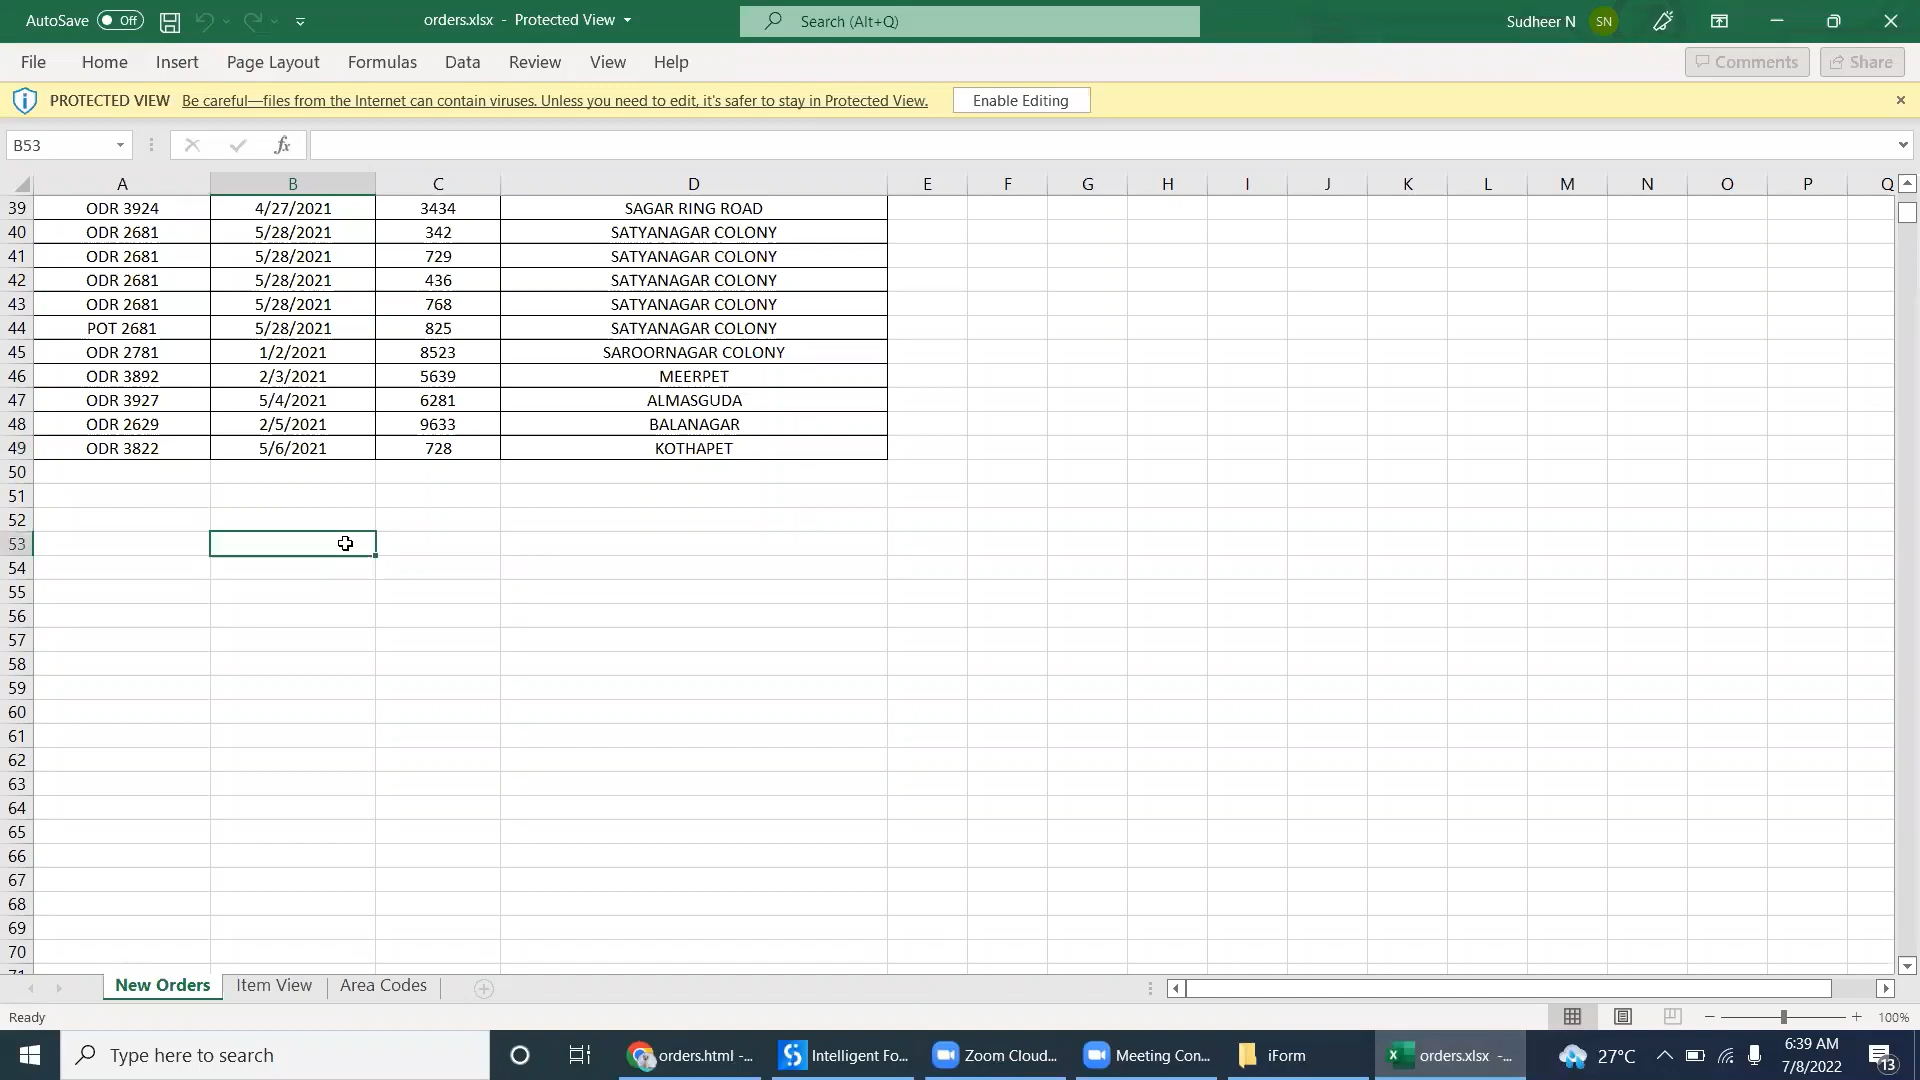 AutoSave Off orders.xlsx - Protected View Search (Alt+Q) Sudheer N SN
File Home Insert Page Layout Formulas Data Review View Help Comments Share
PROTECTED VIEW Be careful—files from the Internet can contain viruses. Unless you need to edit, it's safer to stay in Protected View. Enable Editing
B53 fx
A B C D E F G H I J K L M N O P Q
39 ODR 3924 4/27/2021 3434 SAGAR RING ROAD
40 ODR 2681 5/28/2021 342 SATYANAGAR COLONY
41 ODR 2681 5/28/2021 729 SATYANAGAR COLONY
42 ODR 2681 5/28/2021 436 SATYANAGAR COLONY
43 ODR 2681 5/28/2021 768 SATYANAGAR COLONY
44 POT 2681 5/28/2021 825 SATYANAGAR COLONY
45 ODR 2781 1/2/2021 8523 SAROORNAGAR COLONY
46 ODR 3892 2/3/2021 5639 MEERPET
47 ODR 3927 5/4/2021 6281 ALMASGUDA
48 ODR 2629 2/5/2021 9633 BALANAGAR
49 ODR 3822 5/6/2021 728 KOTHAPET
50
51
52
53
54
55
56
57
58
59
60
61
62
63
64
65
66
67
68
69
70
71
New Orders Item View Area Codes
Ready 100%
Type here to search orders.html -... Intelligent Fo... Zoom Cloud... Meeting Con... iForm orders.xlsx -... 27°C 6:39 AM
7/8/2022 13